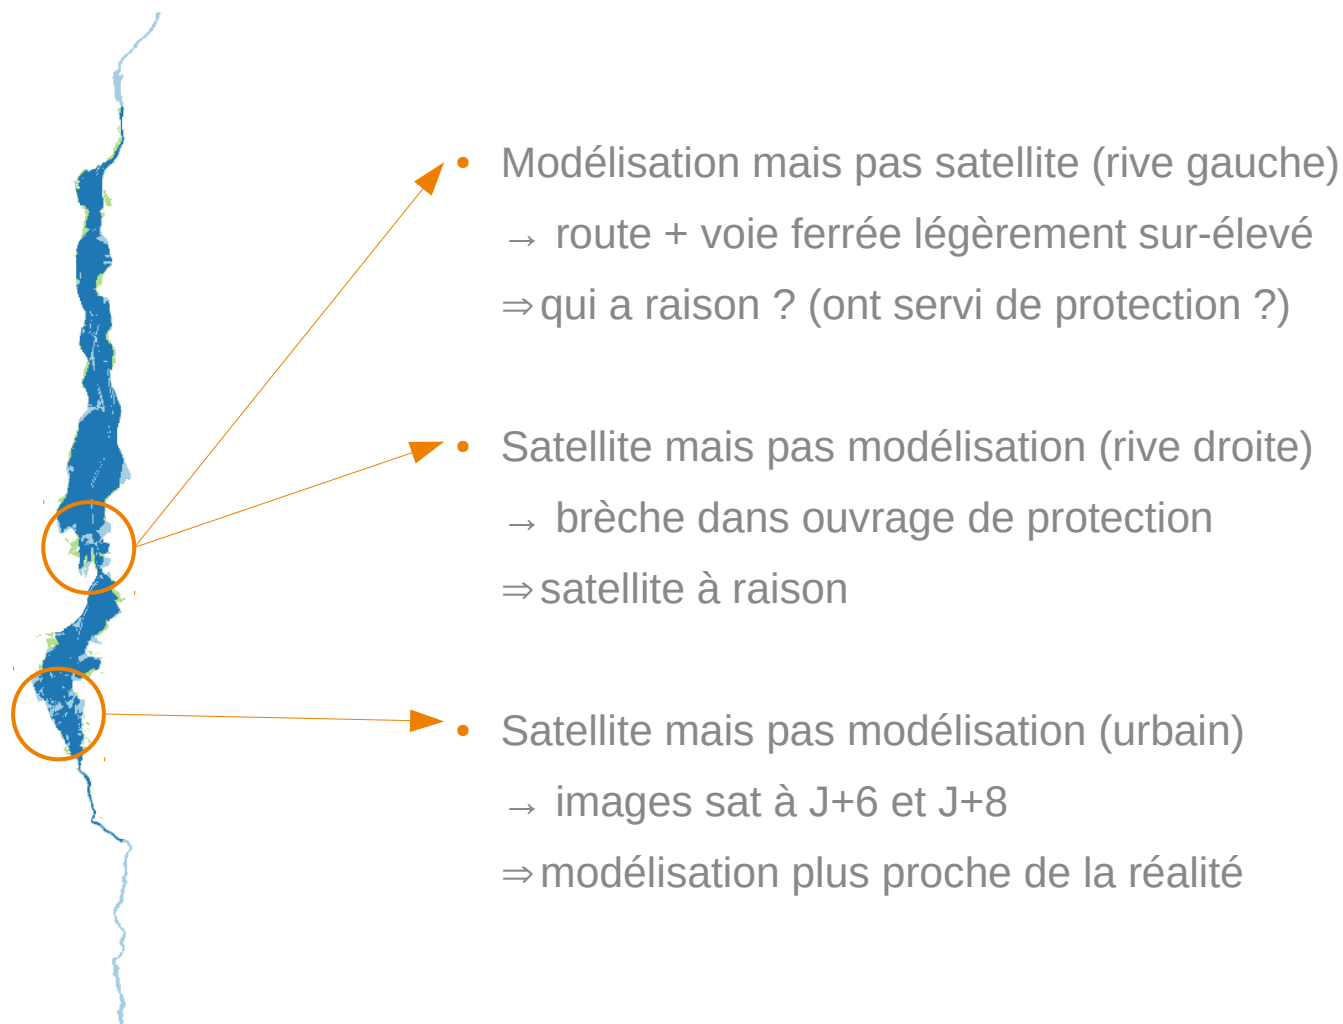 • Modélisation mais pas satellite (rive gauche)
→ route + voie ferrée légèrement sur-élevé
⇒ qui a raison ? (ont servi de protection ?)
• Satellite mais pas modélisation (rive droite)
→ brèche dans ouvrage de protection
⇒ satellite à raison
• Satellite mais pas modélisation (urbain)
→ images sat à J+6 et J+8
⇒ modélisation plus proche de la réalité